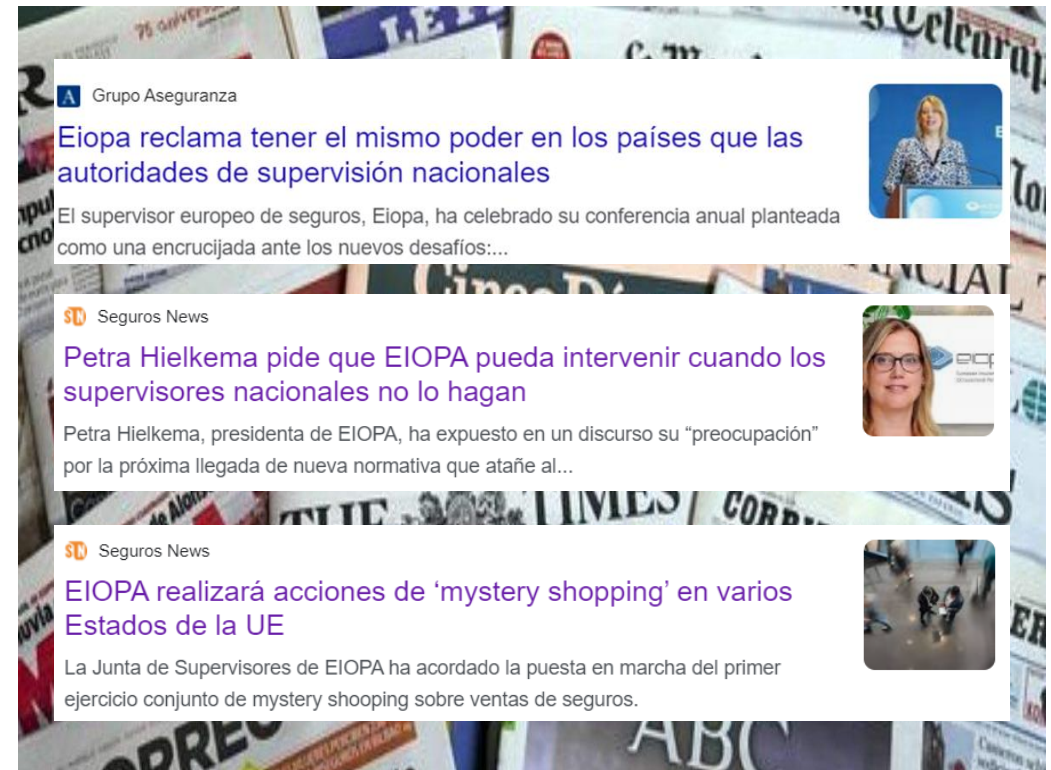 75
Telegraph
Grupo Aseguranza
Eiopa reclama tener el mismo poder en los países que las
autoridades de supervisión nacionales
El supervisor europeo de seguros, Eiopa, ha celebrado su conferencia anual planteada
como una encrucijada ante los nuevos desafíos:...
Seguros News
Petra Hielkema pide que EIOPA pueda intervenir cuando los
supervisores nacionales no lo hagan
Petra Hielkema, presidenta de EIOPA, ha expuesto en un discurso su “preocupación”
por la próxima llegada de nueva normativa que atañe al...
THE TIMES
Seguros News
EIOPA realizará acciones de ‘mystery shopping’ en varios
Estados de la UE
La Junta de Supervisores de EIOPA ha acordado la puesta en marcha del primer
ejercicio conjunto de mystery shooping sobre ventas de seguros.
ABC